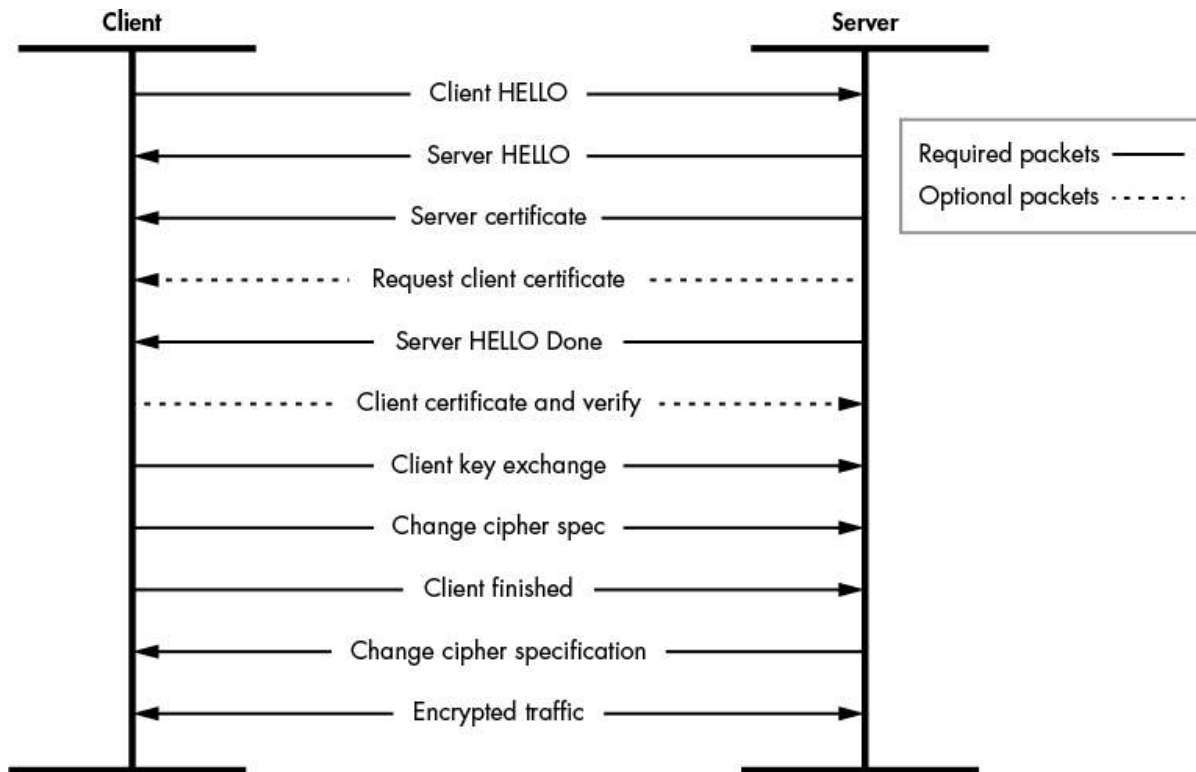 Client
Server
Client HELLO
Server HELLO
Server certificate
Request client certificate
Server HELLO Done
Client certificate and verify
Client key exchange
Change cipher spec
Client finished
Change cipher specification
Encrypted traffic
Required packets
Optional packets